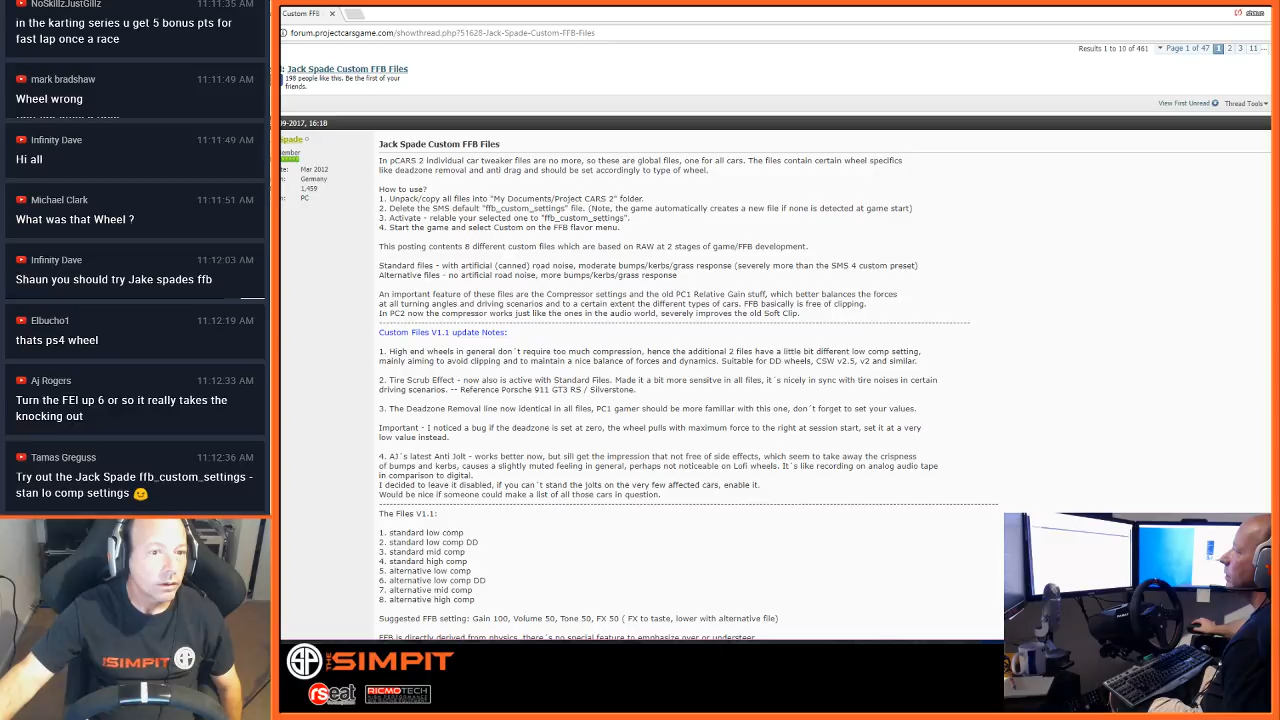 NoSkillzJustGillz
11:11:35 AM
in the karting series u get 5 bonus pts for
fast lap once a race
mark bradshaw
11:11:49 AM
Wheel wrong
Infinity Dave
11:11:49 AM
Hi all
Michael Clark
11:11:51 AM
What was that Wheel ?
Infinity Dave
11:12:03 AM
Shaun you should try Jake spades ffb
Elbucho1
11:12:19 AM
thats ps4 wheel
Aj Rogers
11:12:33 AM
Turn the FEI up 6 or so it really takes the
knocking out
Tamas Greguss
11:12:36 AM
Try out the Jack Spade ffb_custom_settings -
stan lo comp settings 😉
Custom FFB
forum.projectcarsgame.com/showthread.php?51628-Jack-Spade-Custom-FFB-Files
Results 1 to 10 of 461
Page 1 of 47 1 2 3 11 ...
: Jack Spade Custom FFB Files
198 people like this. Be the first of your
friends.
View First Unread Thread Tools
09-2017, 16:18
Spade
ember
te: Mar 2012
n: Germany
: 1,459
m: PC
Jack Spade Custom FFB Files
In pCARS 2 individual car tweaker files are no more, so these are global files, one for all cars. The files contain certain wheel specifics
like deadzone removal and anti drag and should be set accordingly to type of wheel.
How to use?
1. Unpack/copy all files into "My Documents/Project CARS 2" folder.
2. Delete the SMS default "ffb_custom_settings" file. (Note, the game automatically creates a new file if none is detected at game start)
3. Activate - relable your selected one to "ffb_custom_settings".
4. Start the game and select Custom on the FFB flavor menu.
This posting contents 8 different custom files which are based on RAW at 2 stages of game/FFB development.
Standard files - with artificial (canned) road noise, moderate bumps/kerbs/grass response (severely more than the SMS 4 custom preset)
Alternative files - no artificial road noise, more bumps/kerbs/grass response
An important feature of these files are the Compressor settings and the old PC1 Relative Gain stuff, which better balances the forces
at all turning angles and driving scenarios and to a certain extent the different types of cars. FFB basically is free of clipping.
In PC2 now the compressor works just like the ones in the audio world, severely improves the old Soft Clip.
Custom Files V1.1 update Notes:
1. High end wheels in general don´t require too much compression, hence the additional 2 files have a little bit different low comp setting,
mainly aiming to avoid clipping and to maintain a nice balance of forces and dynamics. Suitable for DD wheels, CSW v2.5, v2 and similar.
2. Tire Scrub Effect - now also is active with Standard Files. Made it a bit more sensitve in all files, it´s nicely in sync with tire noises in certain
driving scenarios. -- Reference Porsche 911 GT3 RS / Silverstone.
3. The Deadzone Removal line now identical in all files, PC1 gamer should be more familiar with this one, don´t forget to set your values.
Important - I noticed a bug if the deadzone is set at zero, the wheel pulls with maximum force to the right at session start, set it at a very
low value instead.
4. AJ´s latest Anti Jolt - works better now, but sill get the impression that not free of side effects, which seem to take away the crispness
of bumps and kerbs, causes a slightly muted feeling in general, perhaps not noticeable on Lofi wheels. It´s like recording on analog audio tape
in comparison to digital.
I decided to leave it disabled, if you can´t stand the jolts on the very few affected cars, enable it.
Would be nice if someone could make a list of all those cars in question.
The Files V1.1:
1. standard low comp
2. standard low comp DD
3. standard mid comp
4. standard high comp
5. alternative low comp
6. alternative low comp DD
7. alternative mid comp
8. alternative high comp
Suggested FFB setting: Gain 100, Volume 50, Tone 50, FX 50 ( FX to taste, lower with alternative file)
FFB is directly derived from physics, there´s no special feature to emphasize over or understeer.
SP THE SIMPIT
rseat
RICMOTECH
THE SIMPIT SP